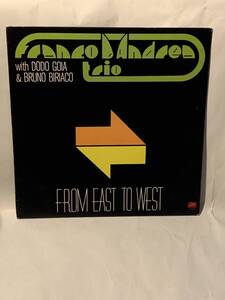 Franco D'Andrea
trio
with DODO GOIA
& BRUNO BIRIACO
FROM EAST TO WEST